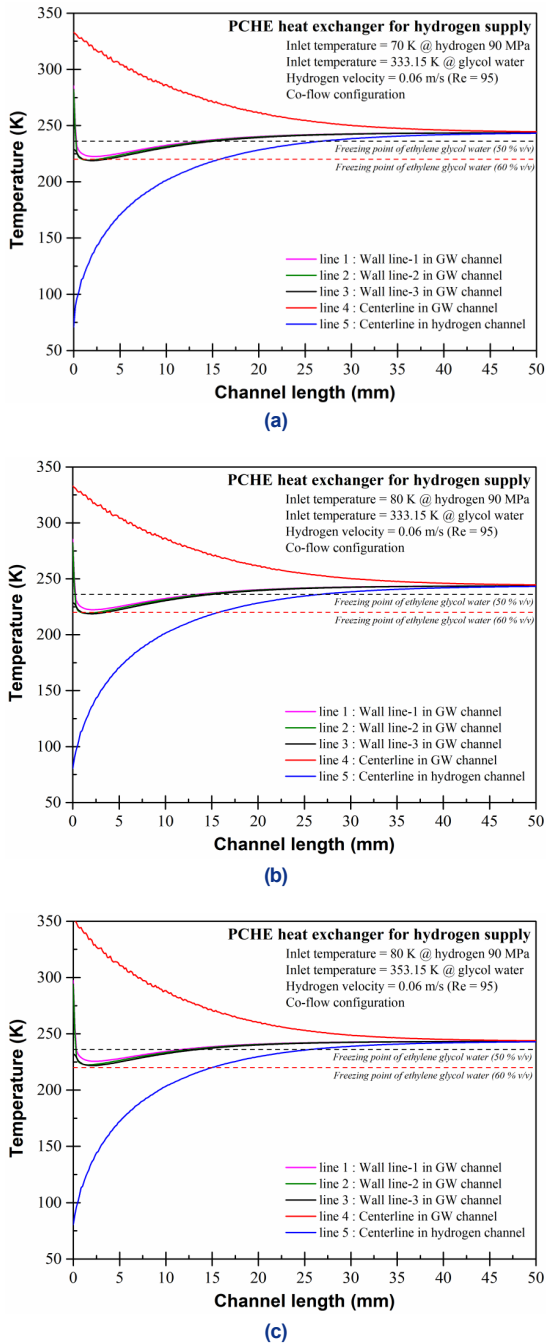 PCHE heat exchanger for hydrogen supply
Inlet temperature = 70 K @ hydrogen 90 MPa
Inlet temperature = 333.15 K @ glycol water
Hydrogen velocity = 0.06 m/s (Re = 95)
Co-flow configuration
Freezing point of ethylene glycol water (50 % v/v)
Freezing point of ethylene glycol water (60 % v/v)
line 1 : Wall line-1 in GW channel
line 2 : Wall line-2 in GW channel
line 3 : Wall line-3 in GW channel
line 4 : Centerline in GW channel
line 5 : Centerline in hydrogen channel
Temperature (K)
350
300
250
200
150
100
50
0 5 10 15 20 25 30 35 40 45 50
Channel length (mm)
(a)
PCHE heat exchanger for hydrogen supply
Inlet temperature = 80 K @ hydrogen 90 MPa
Inlet temperature = 333.15 K @ glycol water
Hydrogen velocity = 0.06 m/s (Re = 95)
Co-flow configuration
Freezing point of ethylene glycol water (50 % v/v)
Freezing point of ethylene glycol water (60 % v/v)
line 1 : Wall line-1 in GW channel
line 2 : Wall line-2 in GW channel
line 3 : Wall line-3 in GW channel
line 4 : Centerline in GW channel
line 5 : Centerline in hydrogen channel
Temperature (K)
350
300
250
200
150
100
50
0 5 10 15 20 25 30 35 40 45 50
Channel length (mm)
(b)
PCHE heat exchanger for hydrogen supply
Inlet temperature = 80 K @ hydrogen 90 MPa
Inlet temperature = 353.15 K @ glycol water
Hydrogen velocity = 0.06 m/s (Re = 95)
Co-flow configuration
Freezing point of ethylene glycol water (50 % v/v)
Freezing point of ethylene glycol water (60 % v/v)
line 1 : Wall line-1 in GW channel
line 2 : Wall line-2 in GW channel
line 3 : Wall line-3 in GW channel
line 4 : Centerline in GW channel
line 5 : Centerline in hydrogen channel
Temperature (K)
350
300
250
200
150
100
50
0 5 10 15 20 25 30 35 40 45 50
Channel length (mm)
(c)